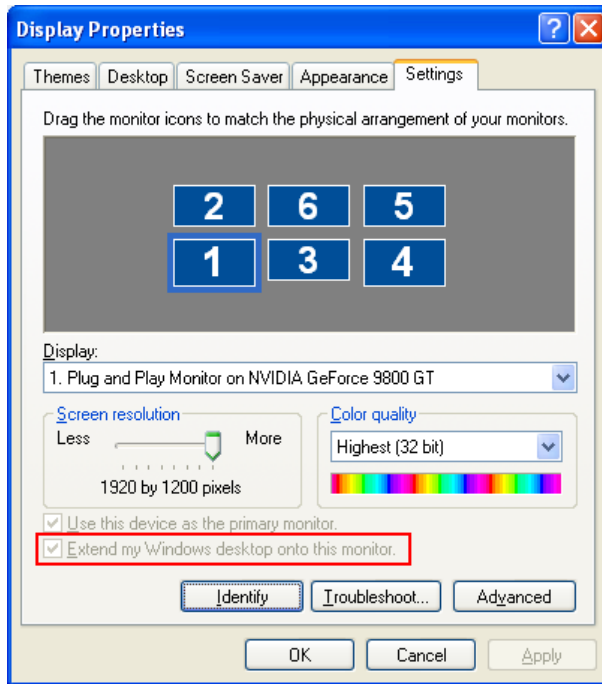 Display Properties
Themes Desktop Screen Saver Appearance Settings
Drag the monitor icons to match the physical arrangement of your monitors.
2 6 5
1 3 4
Display:
1. Plug and Play Monitor on NVIDIA GeForce 9800 GT
Screen resolution Color quality
Less More Highest (32 bit)
1920 by 1200 pixels
Use this device as the primary monitor.
Extend my Windows desktop onto this monitor.
Identify Troubleshoot... Advanced
OK Cancel Apply